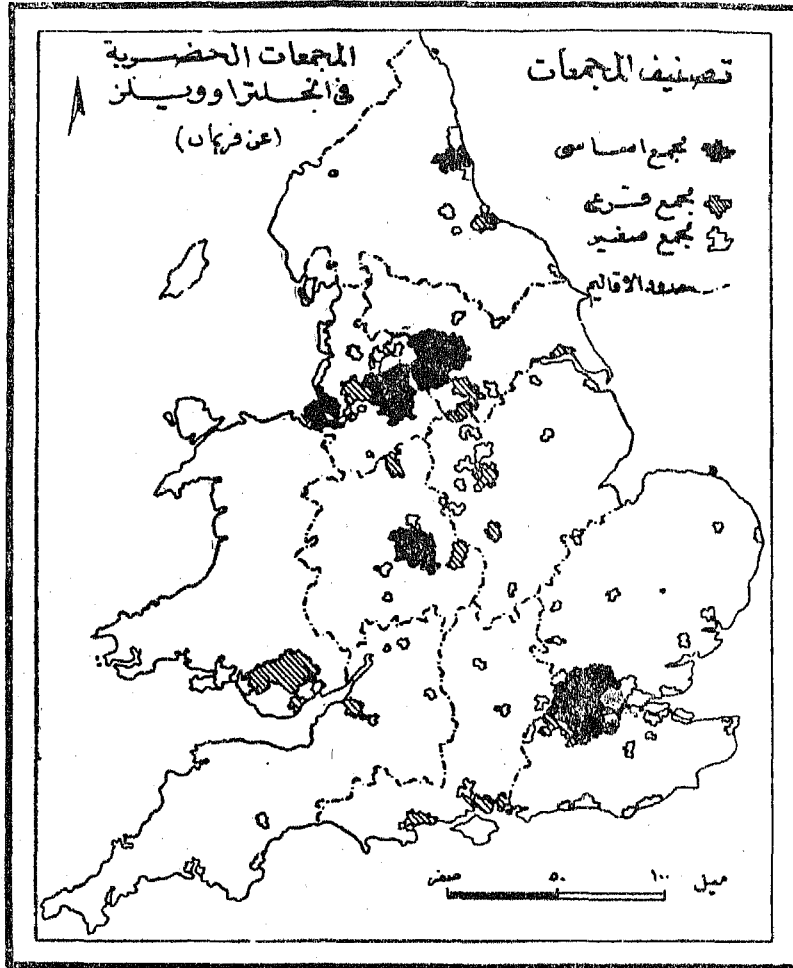 المجمعات الحضرية
في انجلترا وويلز
(عن فريمان)
تصنيف المجمعات
مجمع اساسى
مجمع فرعى
مجمع صغير
حدود الاقاليم
صفر ٥٠ ١٠٠ ميل